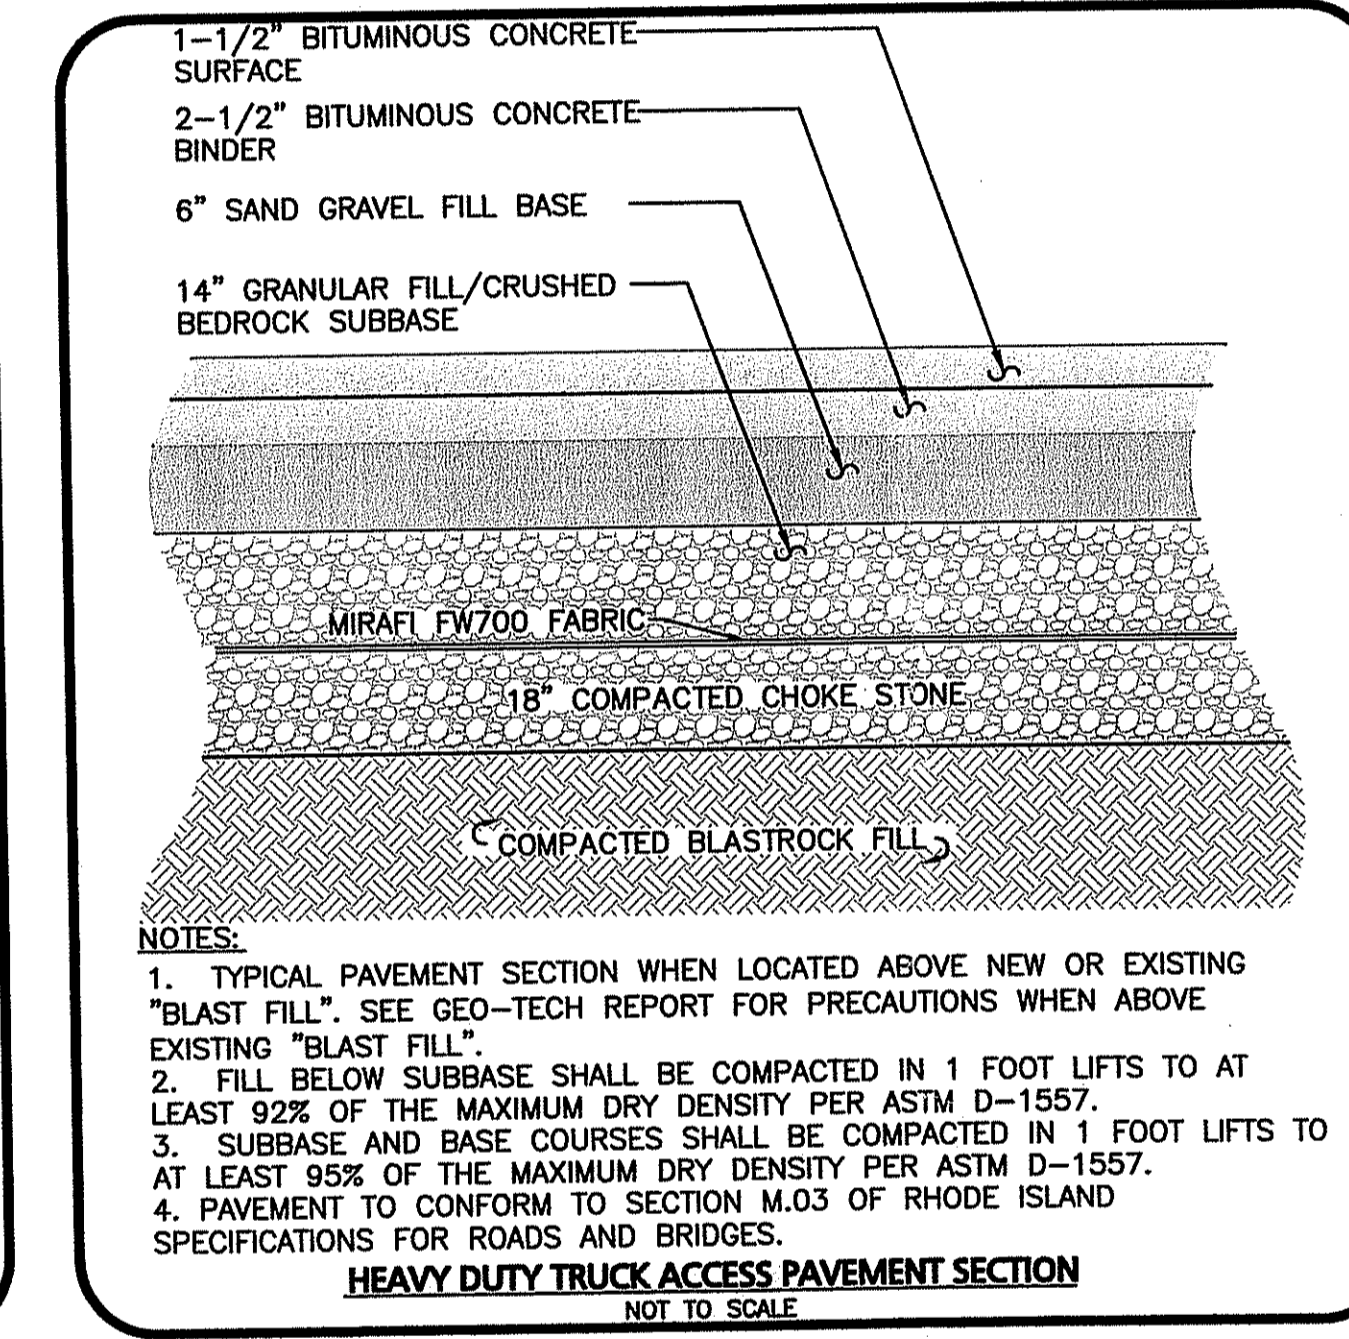 1-1/2" BITUMINOUS CONCRETE
SURFACE
2-1/2" BITUMINOUS CONCRETE
BINDER
6" SAND GRAVEL FILL BASE
14" GRANULAR FILL/CRUSHED
BEDROCK SUBBASE
MIRAFI FW700 FABRIC
18" COMPACTED CHOKE STONE
COMPACTED BLASTROCK FILL
NOTES:
1. TYPICAL PAVEMENT SECTION WHEN LOCATED ABOVE NEW OR EXISTING
"BLAST FILL". SEE GEO-TECH REPORT FOR PRECAUTIONS WHEN ABOVE
EXISTING "BLAST FILL".
2. FILL BELOW SUBBASE SHALL BE COMPACTED IN 1 FOOT LIFTS TO AT
LEAST 92% OF THE MAXIMUM DRY DENSITY PER ASTM D-1557.
3. SUBBASE AND BASE COURSES SHALL BE COMPACTED IN 1 FOOT LIFTS TO
AT LEAST 95% OF THE MAXIMUM DRY DENSITY PER ASTM D-1557.
4. PAVEMENT TO CONFORM TO SECTION M.03 OF RHODE ISLAND
SPECIFICATIONS FOR ROADS AND BRIDGES.
HEAVY DUTY TRUCK ACCESS PAVEMENT SECTION
NOT TO SCALE